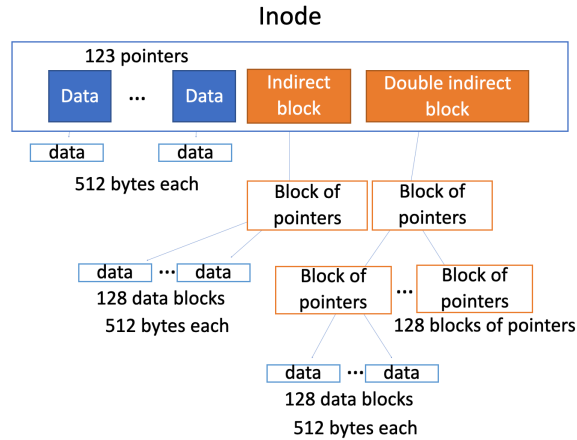 Inode
123 pointers
Data
...
Data
Indirect
block
Double indirect
block
data
data
512 bytes each
Block of
pointers
Block of
pointers
data
...
data
128 data blocks
512 bytes each
Block of
pointers
...
Block of
pointers
128 blocks of pointers
data
...
data
128 data blocks
512 bytes each